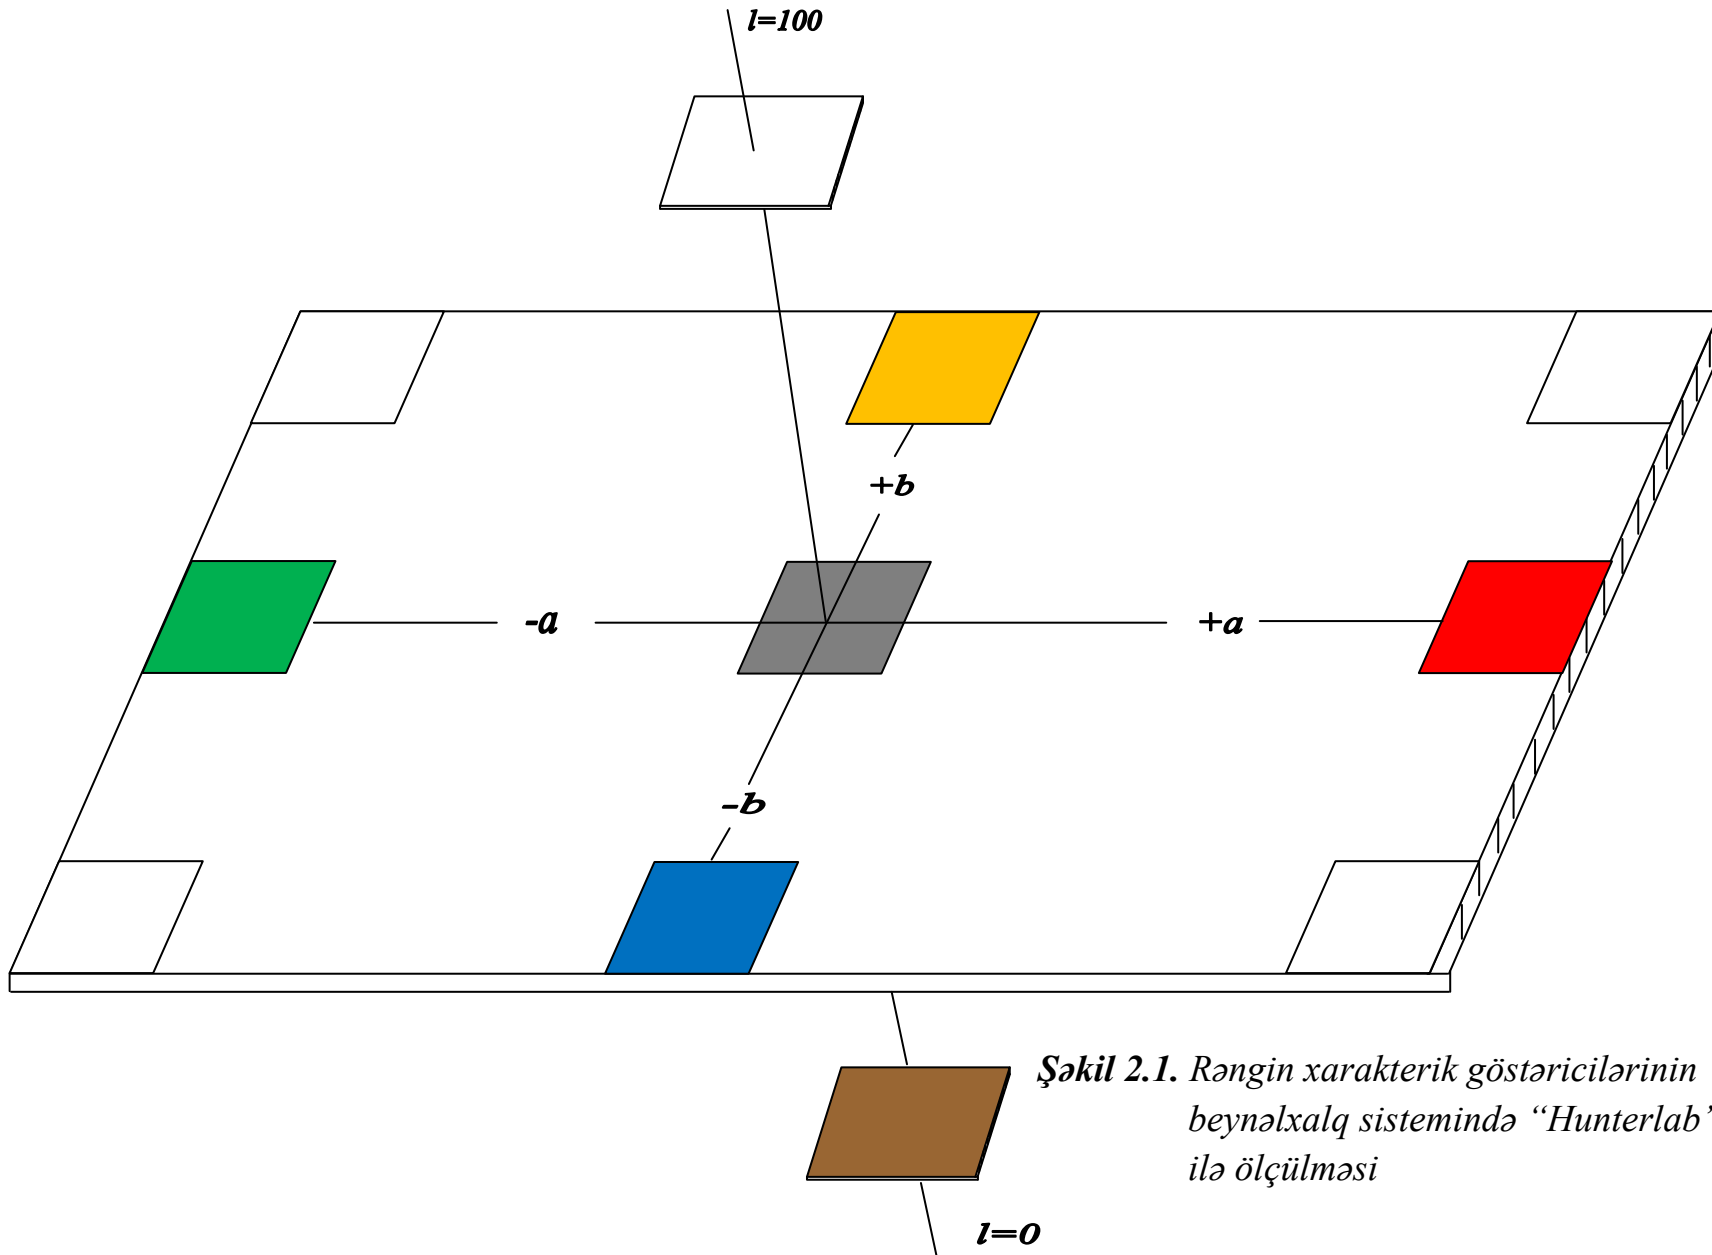 l=100
+b
-a
+a
-b
Şəkil 2.1. Rəngin xarakterik göstəricilərinin
beynəlxalq sistemində “Hunterlab”
ilə ölçülməsi
l=0